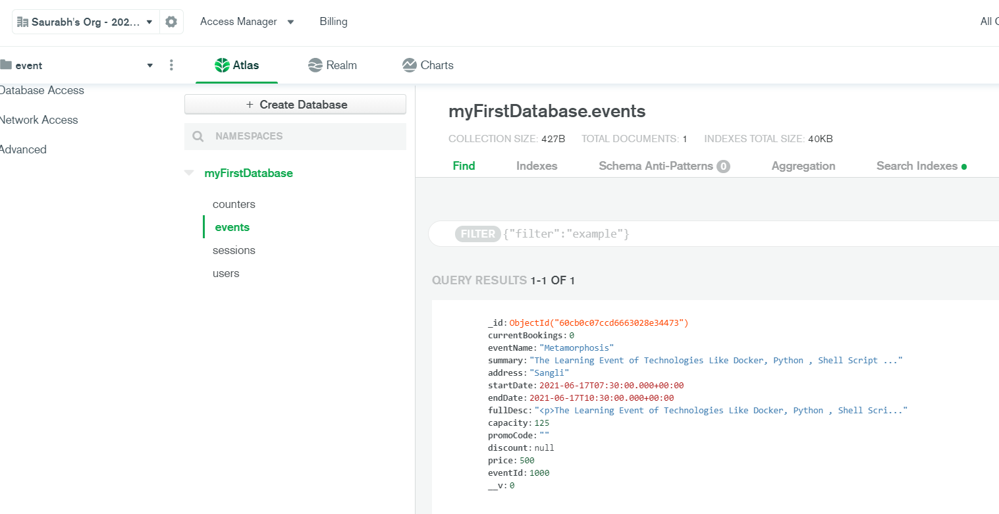 Saurabh's Org - 202... Access Manager Billing All
event Atlas Realm Charts
Database Access
Network Access
Advanced
+ Create Database
NAMESPACES
myFirstDatabase
counters
events
sessions
users
myFirstDatabase.events
COLLECTION SIZE: 427B TOTAL DOCUMENTS: 1 INDEXES TOTAL SIZE: 40KB
Find Indexes Schema Anti-Patterns 0 Aggregation Search Indexes
FILTER {"filter":"example"}
QUERY RESULTS 1-1 OF 1
_id: ObjectId("60cb0c07ccd6663028e34473")
currentBookings: 0
eventName: "Metamorphosis"
summary: "The Learning Event of Technologies Like Docker, Python , Shell Script ..."
address: "Sangli"
startDate: 2021-06-17T07:30:00.000+00:00
endDate: 2021-06-17T10:30:00.000+00:00
fullDesc: "<p>The Learning Event of Technologies Like Docker, Python , Shell Scri..."
capacity: 125
promoCode: ""
discount: null
price: 500
eventId: 1000
__v: 0